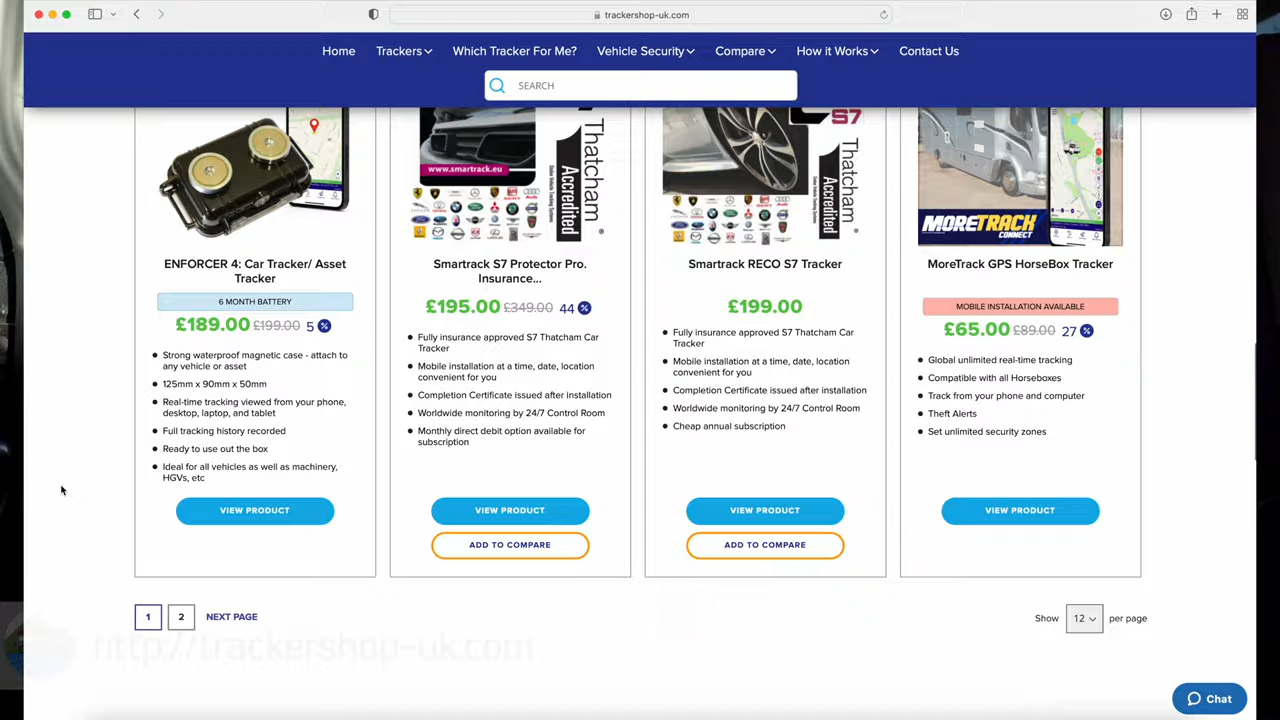 trackershop-uk.com
Home
Trackers
Which Tracker For Me?
Vehicle Security
Compare
How it Works
Contact Us
SEARCH
ENFORCER 4: Car Tracker/ Asset
Tracker
6 MONTH BATTERY
£189.00 £199.00 5 %
Strong waterproof magnetic case - attach to
any vehicle or asset
125mm x 90mm x 50mm
Real-time tracking viewed from your phone,
desktop, laptop, and tablet
Full tracking history recorded
Ready to use out the box
Ideal for all vehicles as well as machinery,
HGVs, etc
VIEW PRODUCT
www.smartrack.eu
Thatcham
Accredited
Smartrack S7 Protector Pro.
Insurance...
£195.00 £349.00 44 %
Fully insurance approved S7 Thatcham Car
Tracker
Mobile installation at a time, date, location
convenient for you
Completion Certificate issued after installation
Worldwide monitoring by 24/7 Control Room
Monthly direct debit option available for
subscription
VIEW PRODUCT
ADD TO COMPARE
S7
Thatcham
Accredited
Smartrack RECO S7 Tracker
£199.00
Fully insurance approved S7 Thatcham Car
Tracker
Mobile installation at a time, date, location
convenient for you
Completion Certificate issued after installation
Worldwide monitoring by 24/7 Control Room
Cheap annual subscription
VIEW PRODUCT
ADD TO COMPARE
MORETRACK
CONNECT
MoreTrack GPS HorseBox Tracker
MOBILE INSTALLATION AVAILABLE
£65.00 £89.00 27 %
Global unlimited real-time tracking
Compatible with all Horseboxes
Track from your phone and computer
Theft Alerts
Set unlimited security zones
VIEW PRODUCT
1 2 NEXT PAGE
Show 12 per page
http://trackershop-uk.com
Chat